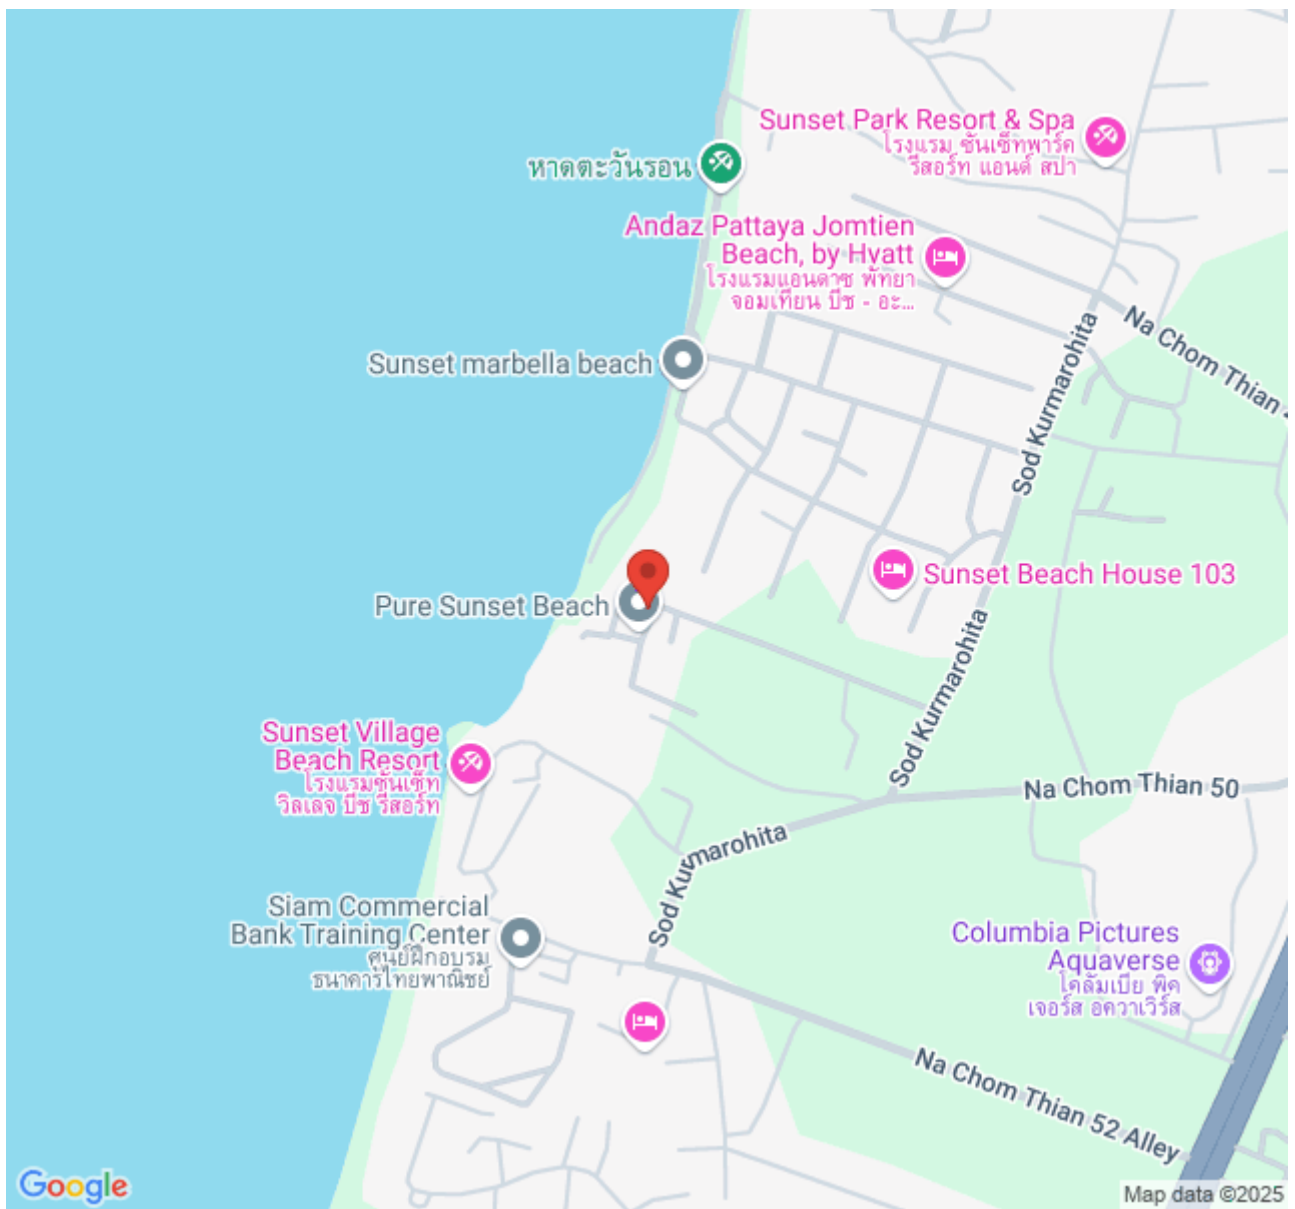 Sunset Park Resort & Spa
โรงแรม ซันเซ็ทพาร์ค
รีสอร์ท แอนด์ สปา
หาดตะวันรอน
Andaz Pattaya Jomtien
Beach, by Hyatt
โรงแรมแอนดาซ พัทยา
จอมเทียน บีช - อะ...
Na Chom Thian 4
Sunset marbella beach
Sod Kurmarohita
Sunset Beach House 103
Pure Sunset Beach
Sod Kurmarohita
Sunset Village
Beach Resort
โรงแรมซันเซ็ท
วิลเลจ บีช รีสอร์ท
Na Chom Thian 50
Sod Kurmarohita
Siam Commercial
Bank Training Center
ศูนย์ฝึกอบรม
ธนาคารไทยพาณิชย์
Columbia Pictures
Aquaverse
โคลัมเบีย พิค
เจอร์ส อควาเวิร์ส
Na Chom Thian 52 Alley
Google
Map data ©2025